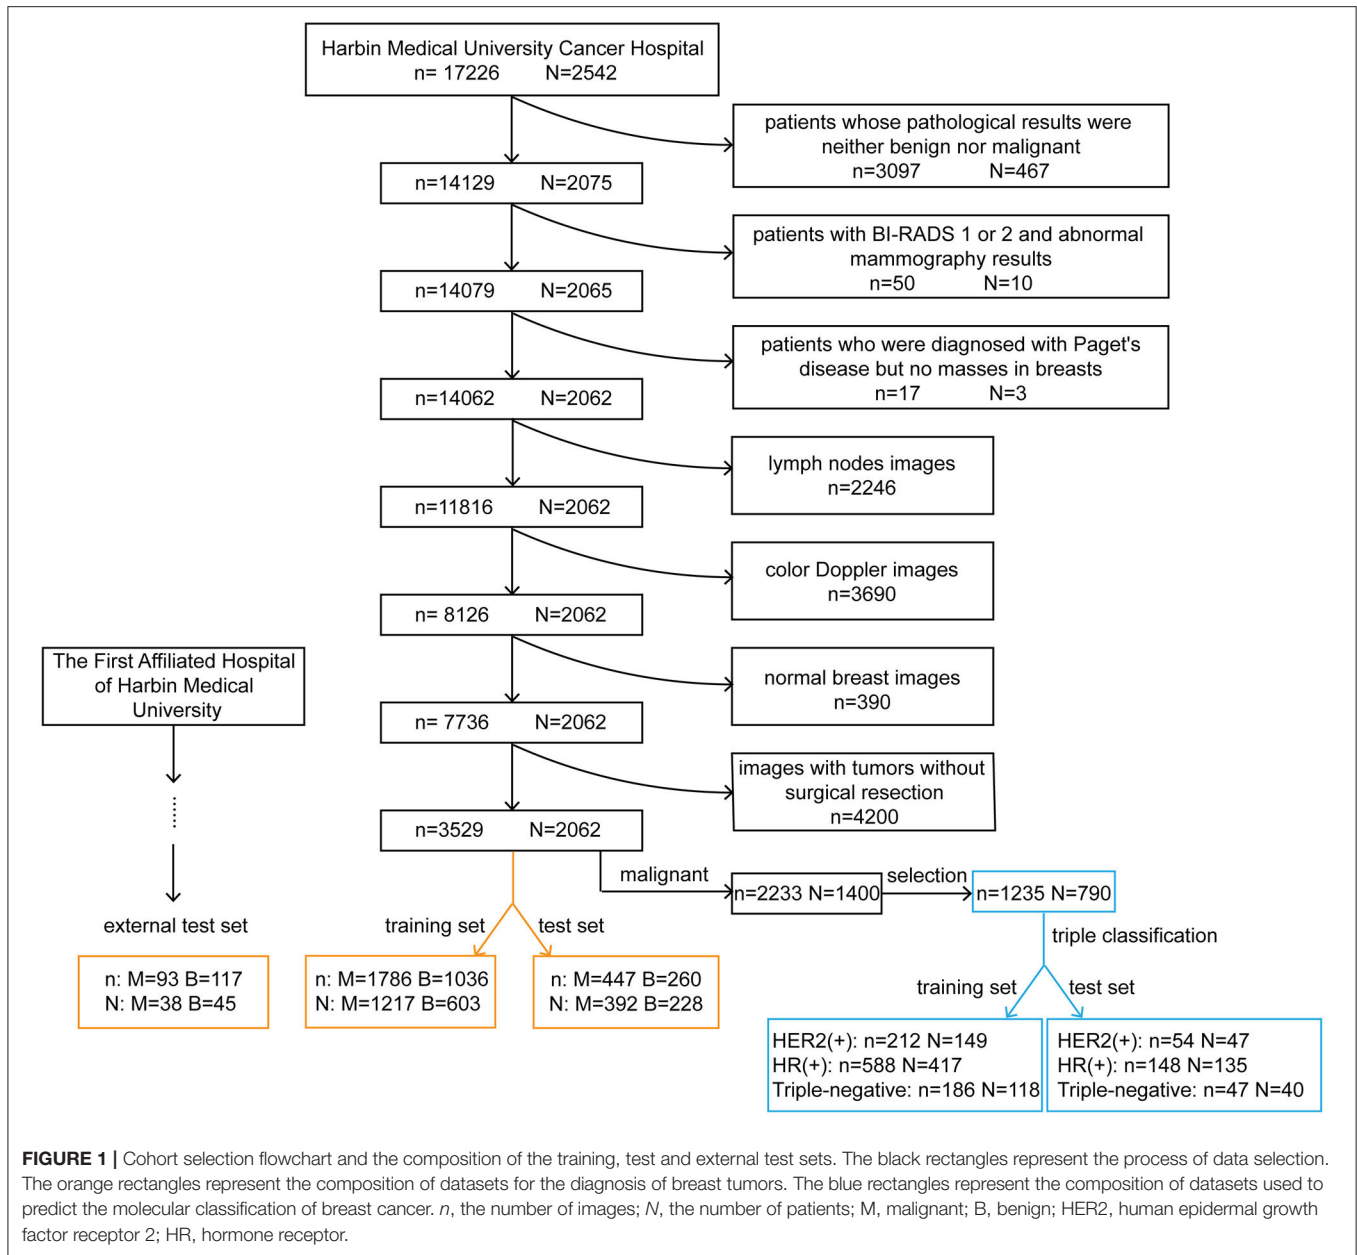 Harbin Medical University Cancer Hospital
n= 17226 N=2542
patients whose pathological results were
neither benign nor malignant
n=3097 N=467
n=14129 N=2075
patients with BI-RADS 1 or 2 and abnormal
mammography results
n=50 N=10
n=14079 N=2065
patients who were diagnosed with Paget's
disease but no masses in breasts
n=17 N=3
n=14062 N=2062
lymph nodes images
n=2246
n=11816 N=2062
color Doppler images
n=3690
n= 8126 N=2062
The First Affiliated Hospital
of Harbin Medical
University
normal breast images
n=390
n= 7736 N=2062
images with tumors without
surgical resection
n=4200
n=3529 N=2062
malignant
n=2233 N=1400
selection
n=1235 N=790
external test set
training set
test set
triple classification
n: M=93 B=117
N: M=38 B=45
n: M=1786 B=1036
N: M=1217 B=603
n: M=447 B=260
N: M=392 B=228
training set
test set
HER2(+): n=212 N=149
HR(+): n=588 N=417
Triple-negative: n=186 N=118
HER2(+): n=54 N=47
HR(+): n=148 N=135
Triple-negative: n=47 N=40
FIGURE 1 | Cohort selection flowchart and the composition of the training, test and external test sets. The black rectangles represent the process of data selection.
The orange rectangles represent the composition of datasets for the diagnosis of breast tumors. The blue rectangles represent the composition of datasets used to
predict the molecular classification of breast cancer. n, the number of images; N, the number of patients; M, malignant; B, benign; HER2, human epidermal growth
factor receptor 2; HR, hormone receptor.